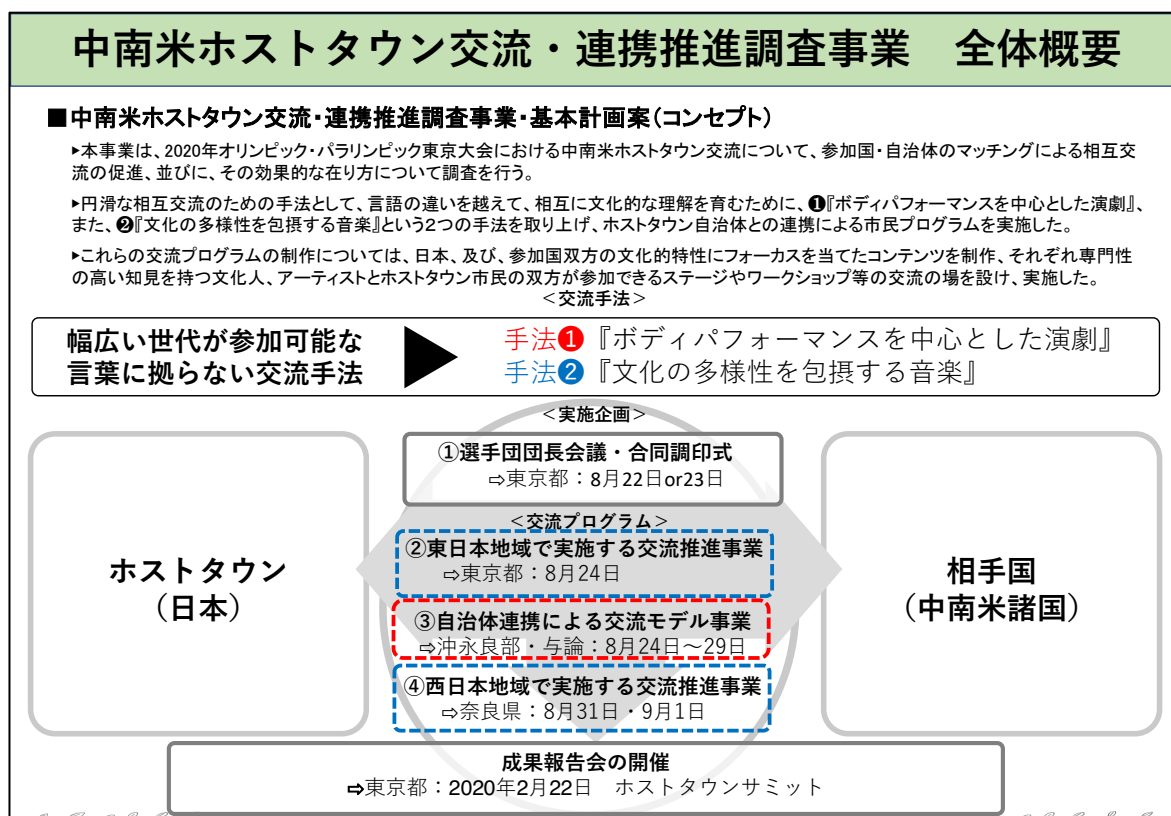 中南米ホストタウン交流・連携推進調査事業　全体概要
■中南米ホストタウン交流・連携推進調査事業・基本計画案（コンセプト）
▸本事業は、2020年オリンピック・パラリンピック東京大会における中南米ホストタウン交流について、参加国・自治体のマッチングによる相互交
流の促進、並びに、その効果的な在り方について調査を行う。
▸円滑な相互交流のための手法として、言語の違いを越えて、相互に文化的な理解を育むために、❶『ボディパフォーマンスを中心とした演劇』、
また、❷『文化の多様性を包摂する音楽』という２つの手法を取り上げ、ホストタウン自治体との連携による市民プログラムを実施した。
▸これらの交流プログラムの制作については、日本、及び、参加国双方の文化的特性にフォーカスを当てたコンテンツを制作、それぞれ専門性
の高い知見を持つ文化人、アーティストとホストタウン市民の双方が参加できるステージやワークショップ等の交流の場を設け、実施した。
＜交流手法＞
幅広い世代が参加可能な
言葉に拠らない交流手法
手法❶『ボディパフォーマンスを中心とした演劇』
手法❷『文化の多様性を包摂する音楽』
＜実施企画＞
①選手団団長会議・合同調印式
⇨東京都：8月22日or23日
＜交流プログラム＞
②東日本地域で実施する交流推進事業
⇨東京都：8月24日
③自治体連携による交流モデル事業
⇨沖永良部・与論：8月24日～29日
④西日本地域で実施する交流推進事業
⇨奈良県：8月31日・9月1日
ホストタウン
（日本）
相手国
（中南米諸国）
成果報告会の開催
⇨東京都：2020年2月22日　ホストタウンサミット